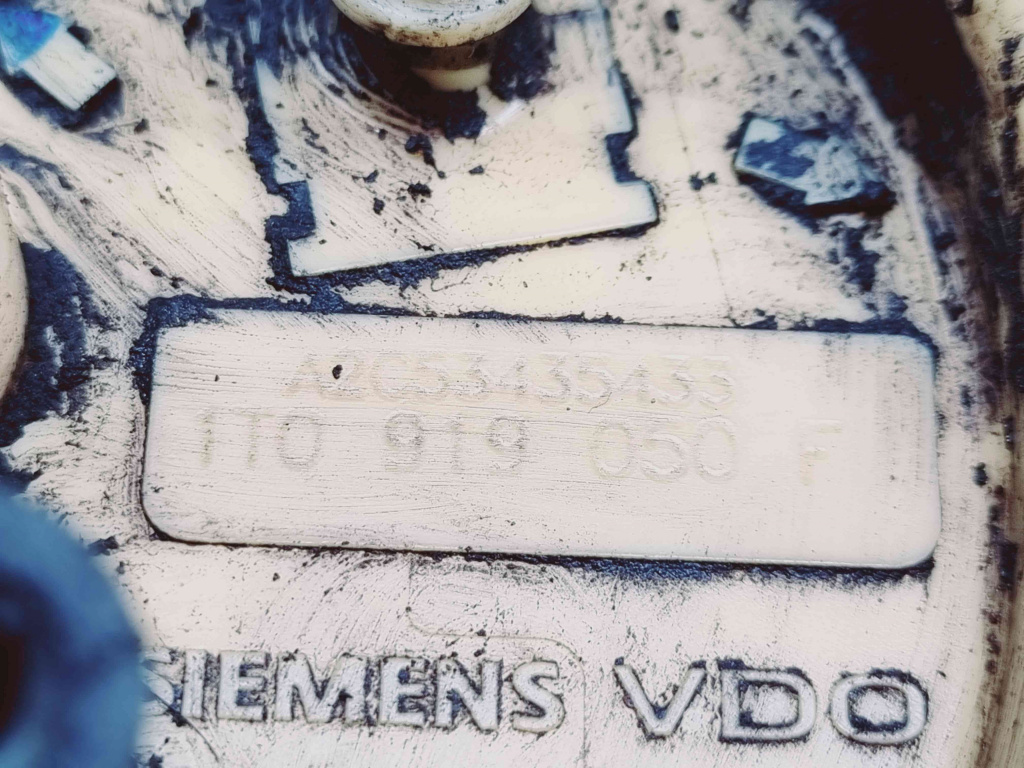 A2C53435433
1T0 919 050 F
SIEMENS VDO